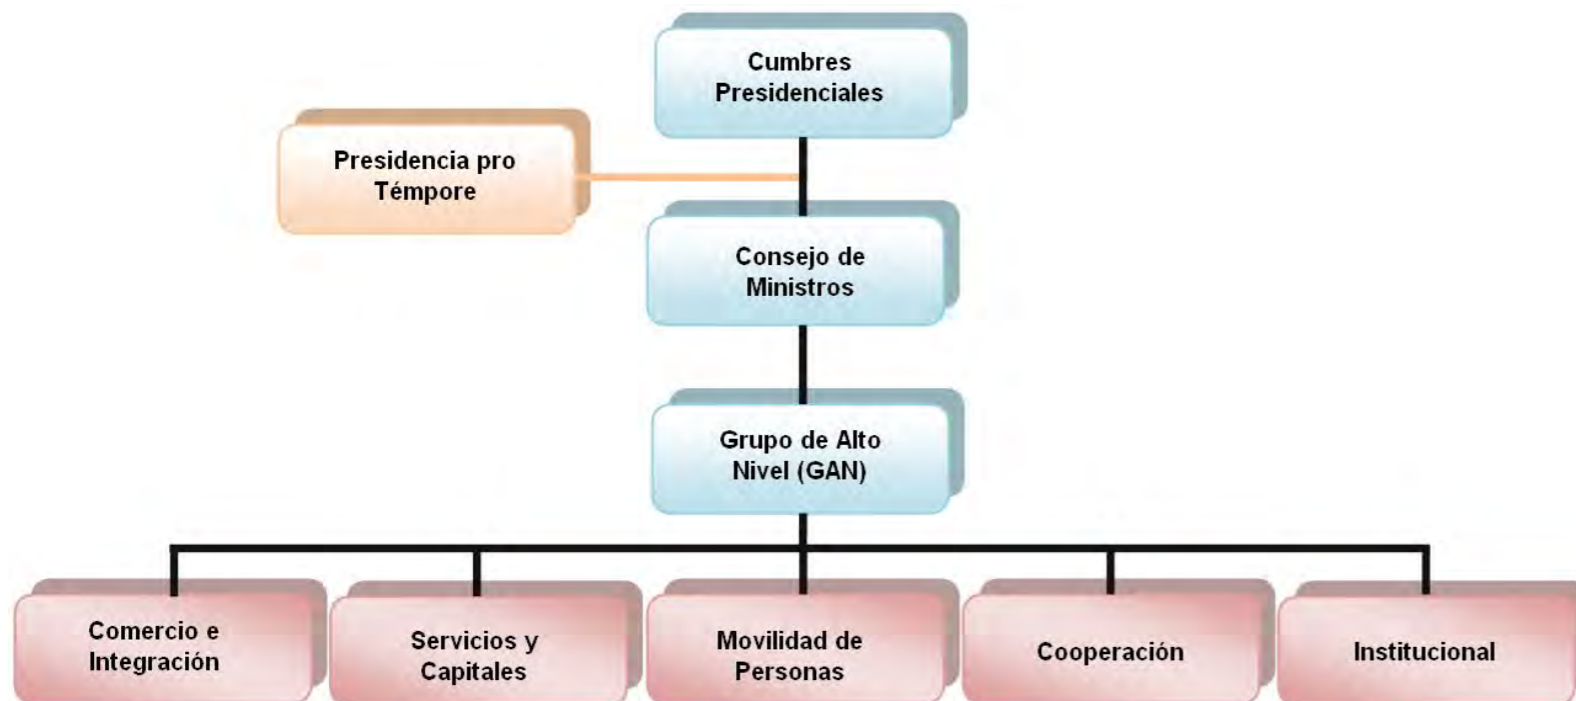 Cumbres
Presidenciales
Presidencia pro
Témpore
Consejo de
Ministros
Grupo de Alto
Nivel (GAN)
Comercio e
Integración
Servicios y
Capitales
Movilidad de
Personas
Cooperación
Institucional